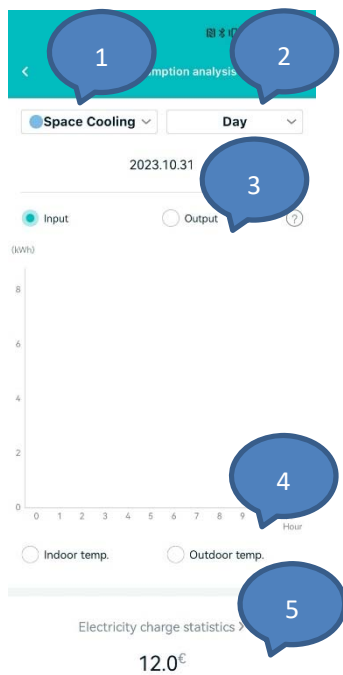 1
2
mption analysis
Space Cooling
Day
2023.10.31
3
Input
Output
?
(kWh)
8
6
4
2
0
0 1 2 3 4 5 6 7 8 9
4
Hour
Indoor temp.
Outdoor temp.
5
Electricity charge statistics
12.0€